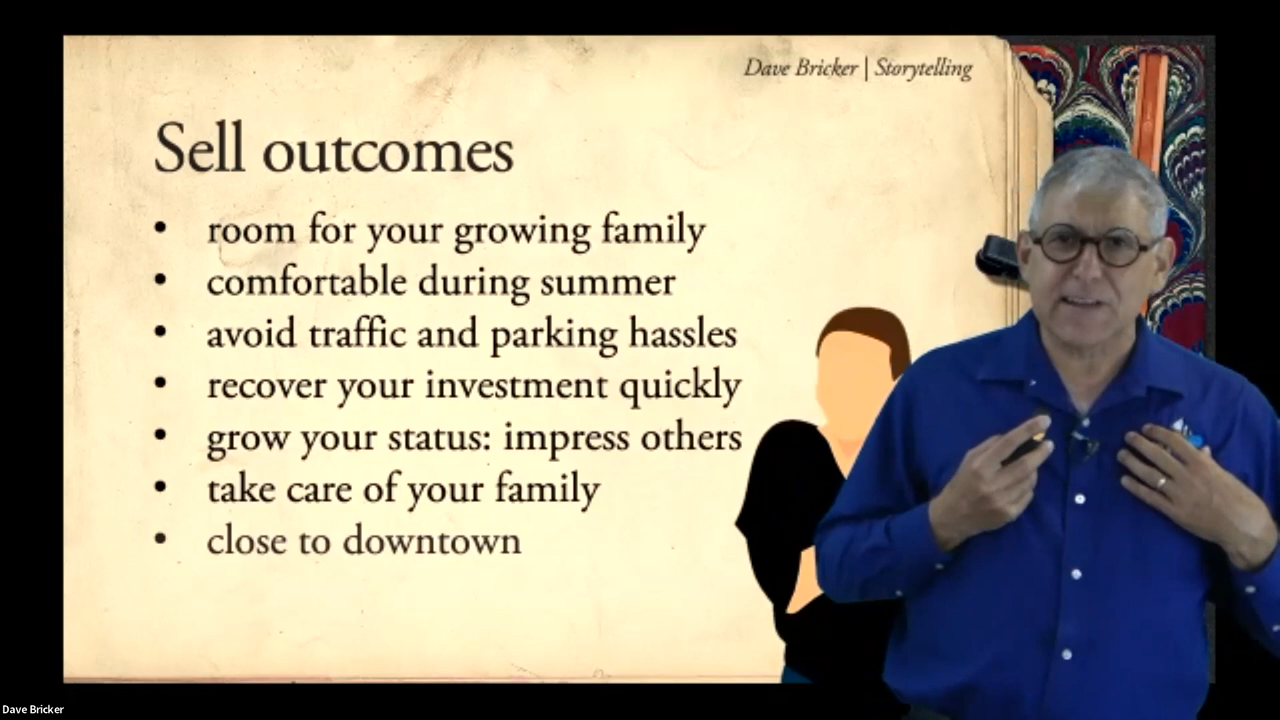 Dave Bricker | Storytelling
Sell outcomes
• room for your growing family
• comfortable during summer
• avoid traffic and parking hassles
• recover your investment quickly
• grow your status: impress others
• take care of your family
• close to downtown
Dave Bricker